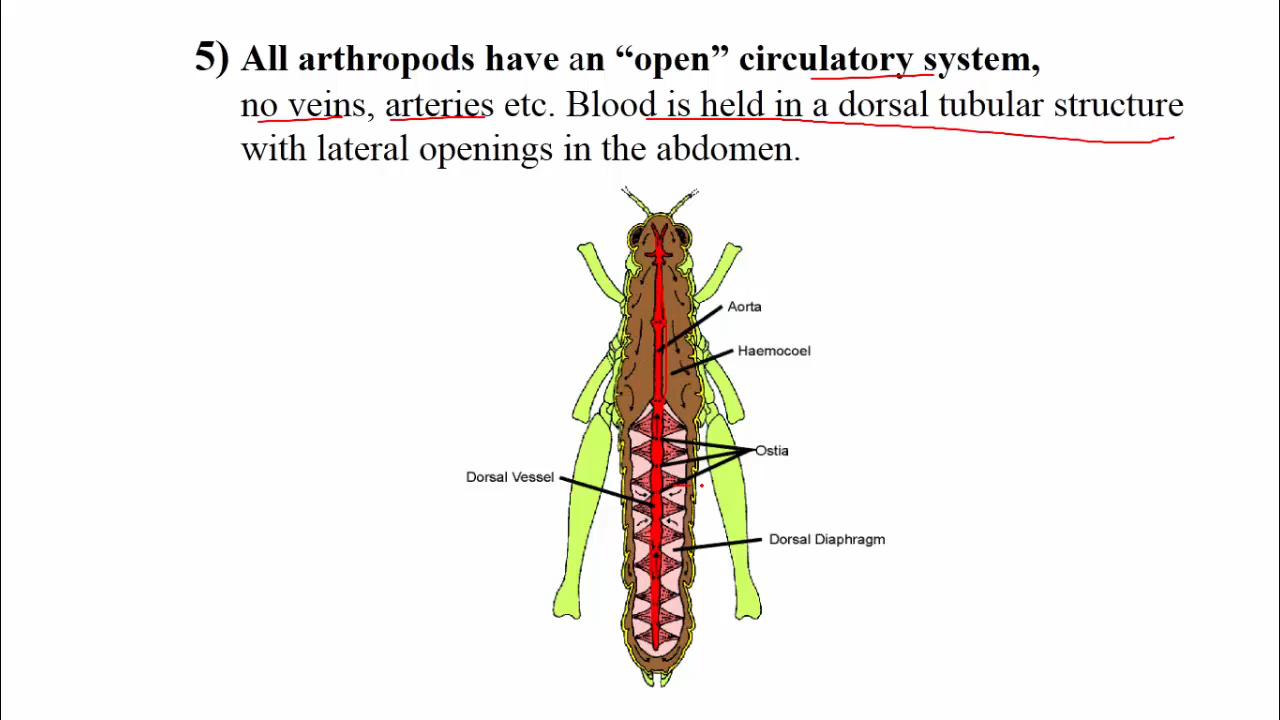 5) All arthropods have an “open” circulatory system,
no veins, arteries etc. Blood is held in a dorsal tubular structure
with lateral openings in the abdomen.
Aorta
Haemocoel
Ostia
Dorsal Vessel
Dorsal Diaphragm